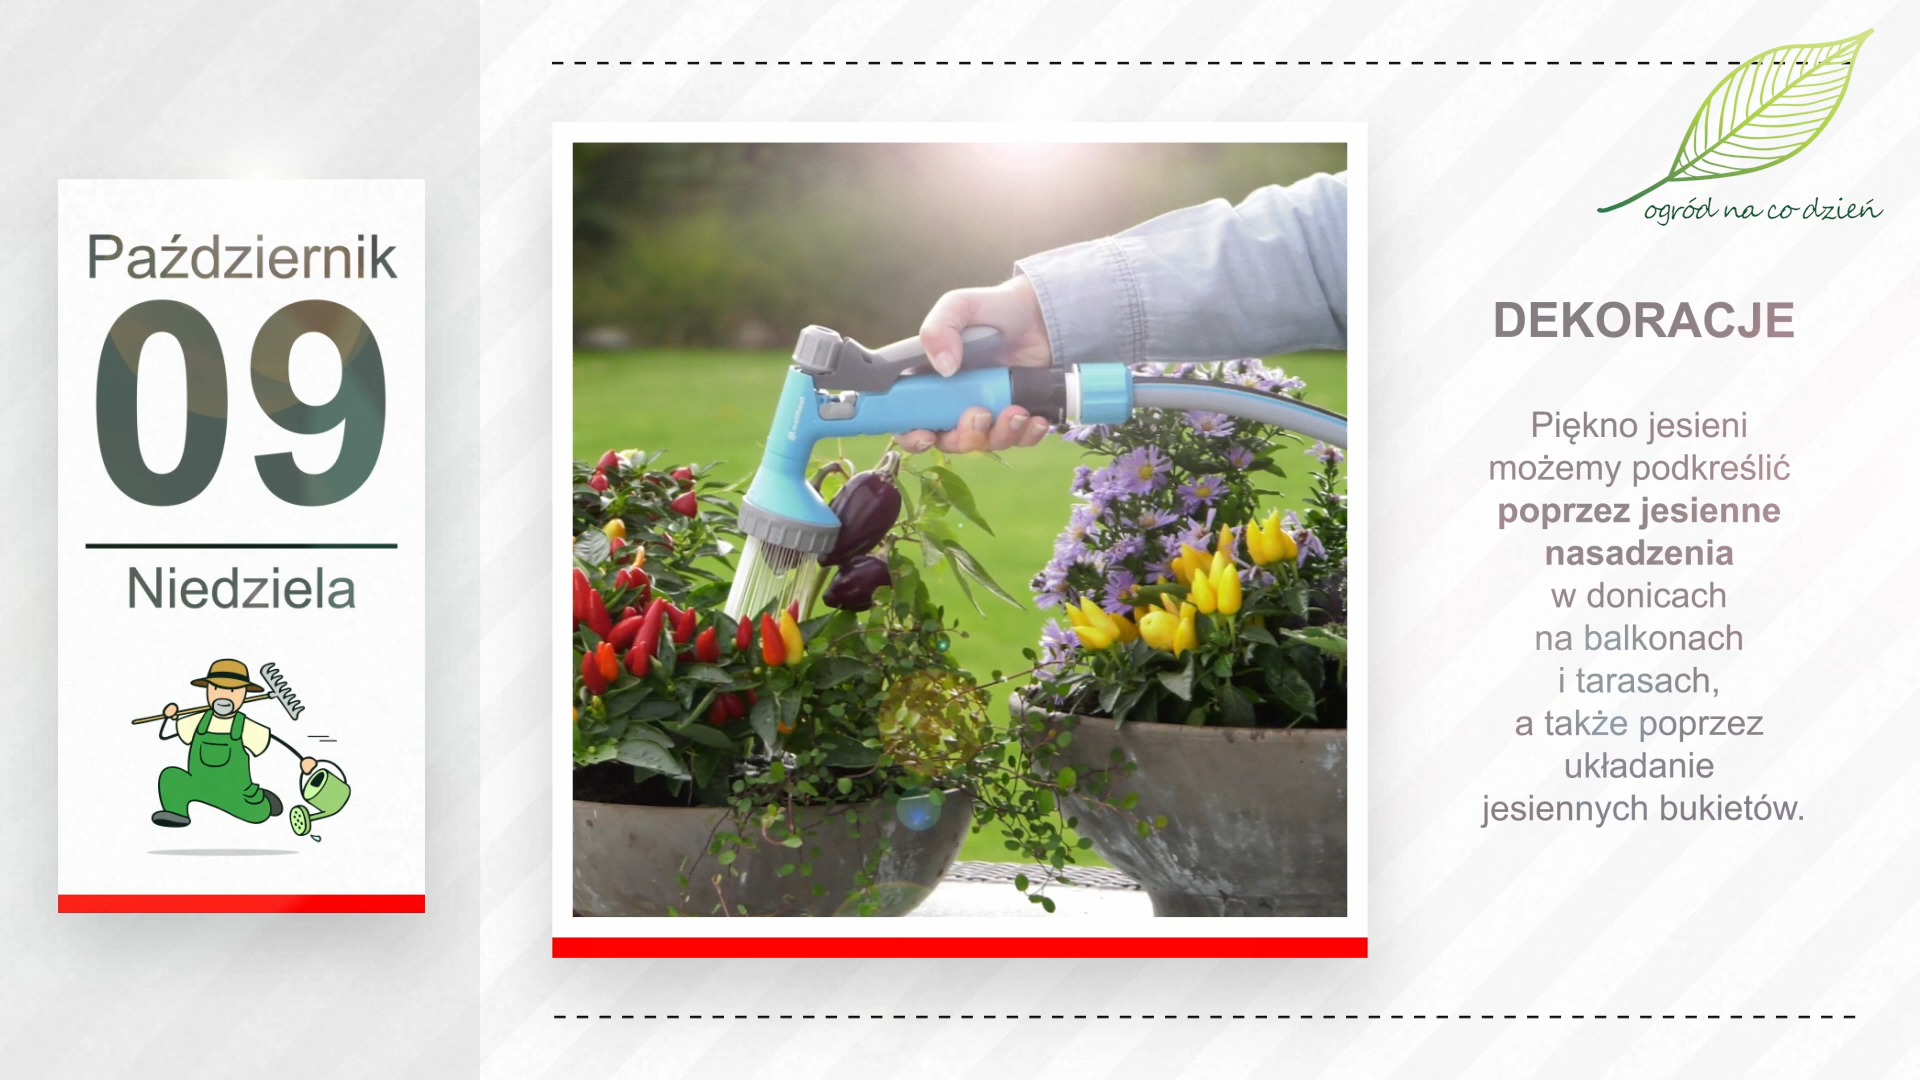 Październik
09
Niedziela
ogród na co dzień
DEKORACJE
Piękno jesieni
możemy podkreślić
poprzez jesienne
nasadzenia
w donicach
na balkonach
i tarasach,
a także poprzez
układanie
jesiennych bukietów.